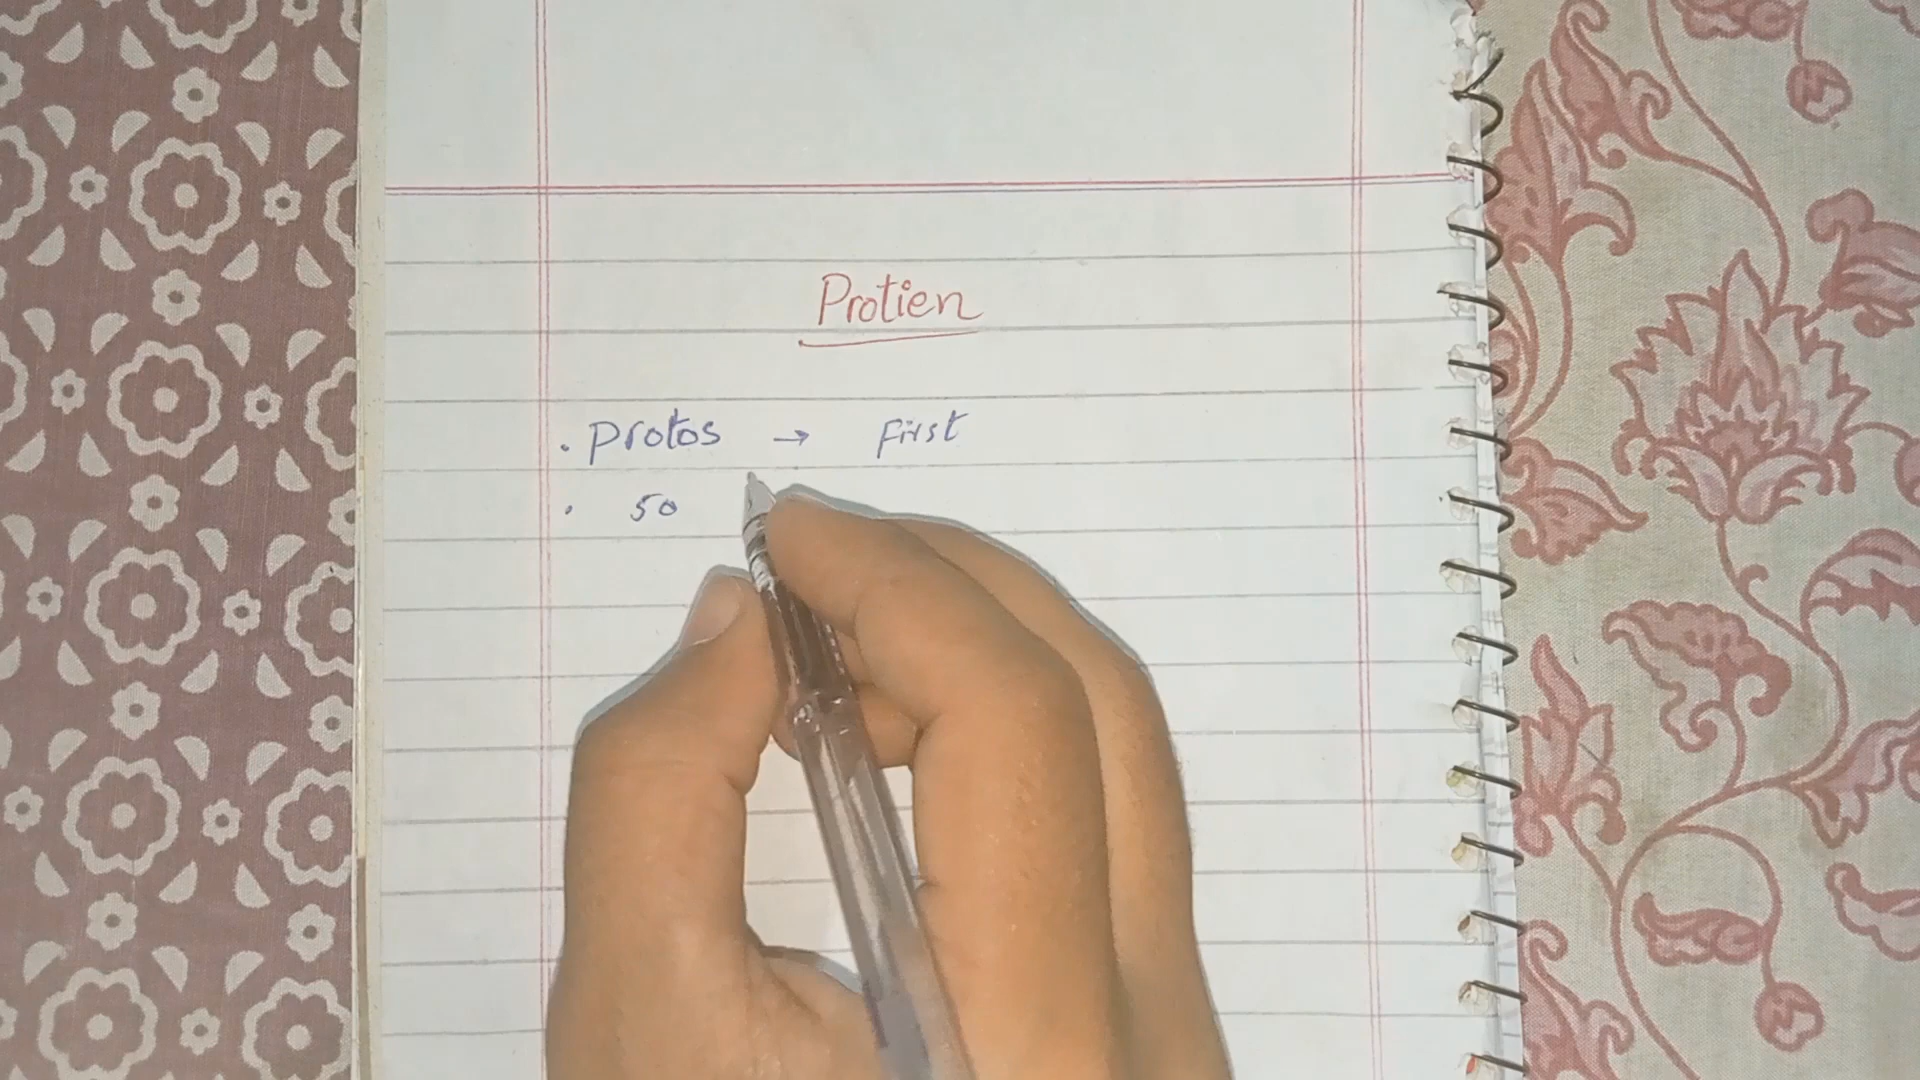 Protien
. Protos → First
. 50